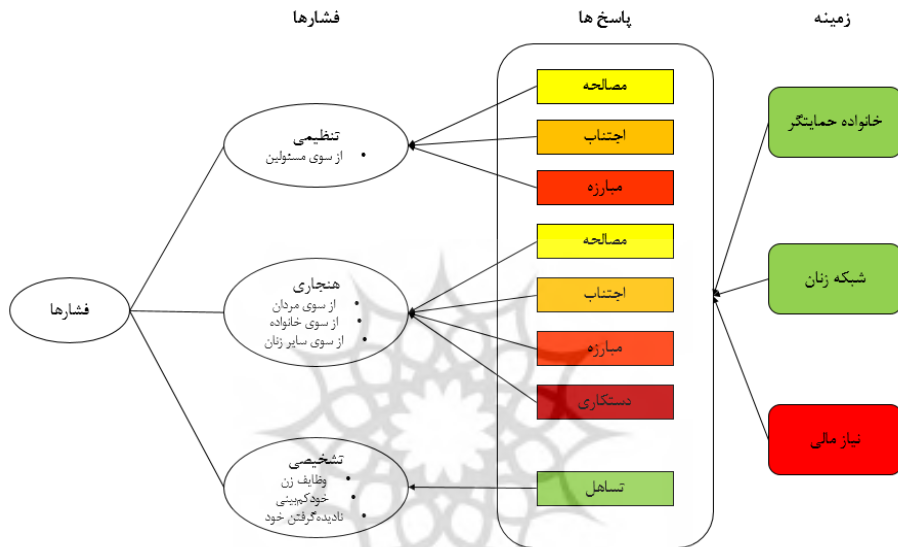 زمینه
پاسخ ها
فشارها
خانواده حمایتگر
شبکه زنان
نیاز مالی
مصالحه
اجتناب
مبارزه
مصالحه
اجتناب
مبارزه
دستکاری
تساهل
تنظیمی
• از سوی مسئولین
هنجاری
• از سوی مردان
• از سوی خانواده
• از سوی سایر زنان
تشخیصی
• وظایف زن
• خودکم‌بینی
• نادیده‌گرفتن خود
فشارها